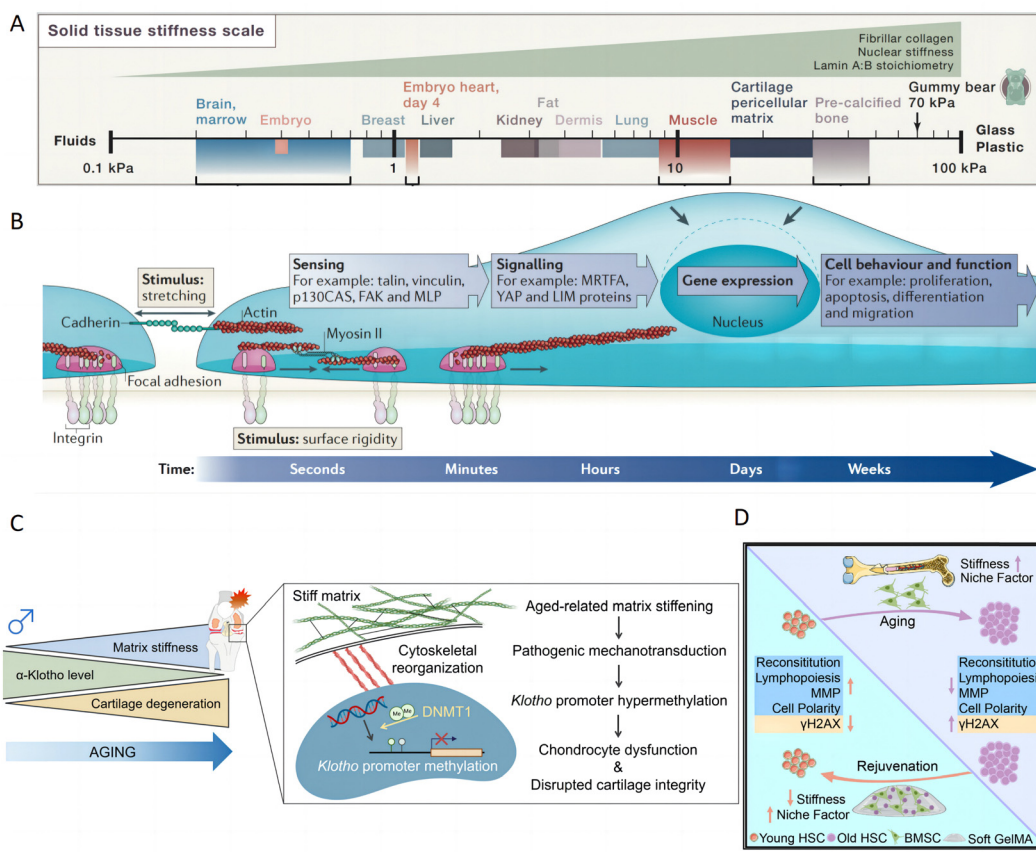 A
Solid tissue stiffness scale
Fibrillar collagen
Nuclear stiffness
Lamin A:B stoichiometry
Brain,
marrow
Embryo
Breast
Embryo heart,
day 4
Liver
Kidney
Fat
Dermis
Lung
Muscle
Cartilage
pericellular
matrix
Pre-calcified
bone
Gummy bear
70 kPa
Fluids
Glass
Plastic
0.1 kPa
1
10
100 kPa
B
Stimulus:
stretching
Sensing
For example: talin, vinculin,
p130CAS, FAK and MLP
Signalling
For example: MRTFA,
YAP and LIM proteins
Gene expression
Nucleus
Cell behaviour and function
For example: proliferation,
apoptosis, differentiation
and migration
Cadherin
Actin
Myosin II
Focal adhesion
Integrin
Stimulus: surface rigidity
Time:
Seconds
Minutes
Hours
Days
Weeks
C
♂
Matrix stiffness
α-Klotho level
Cartilage degeneration
AGING
Stiff matrix
Cytoskeletal
reorganization
Me
Me
DNMT1
Klotho promoter methylation
Aged-related matrix stiffening
Pathogenic mechanotransduction
Klotho promoter hypermethylation
Chondrocyte dysfunction
&
Disrupted cartilage integrity
D
Stiffness
Niche Factor
Aging
Reconsititution
Lymphopoiesis
MMP
Cell Polarity
γH2AX
Reconsititution
Lymphopoiesis
MMP
Cell Polarity
γH2AX
Rejuvenation
Stiffness
Niche Factor
Young HSC
Old HSC
BMSC
Soft GelMA